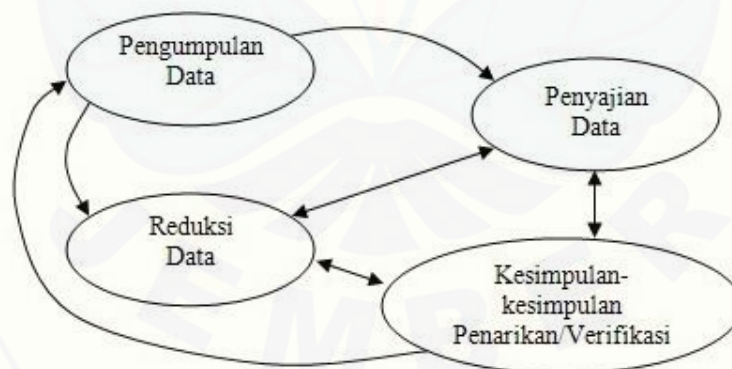 Pengumpulan
Data
Penyajian
Data
Reduksi
Data
Kesimpulan-
kesimpulan
Penarikan/Verifikasi